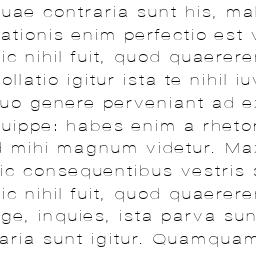 quae contraria sunt his, mal
ationis enim perfectio est v
ic nihil fuit, quod quaerere
ollatio igitur ista te nihil iuv
uo genere perveniant ad ex
uippe: habes enim a rhetor
d mihi magnum videtur. Max
ic consequentibus vestris s
ic nihil fuit, quod quaerere
ge, inquies, ista parva sun
aria sunt igitur. Quamquam